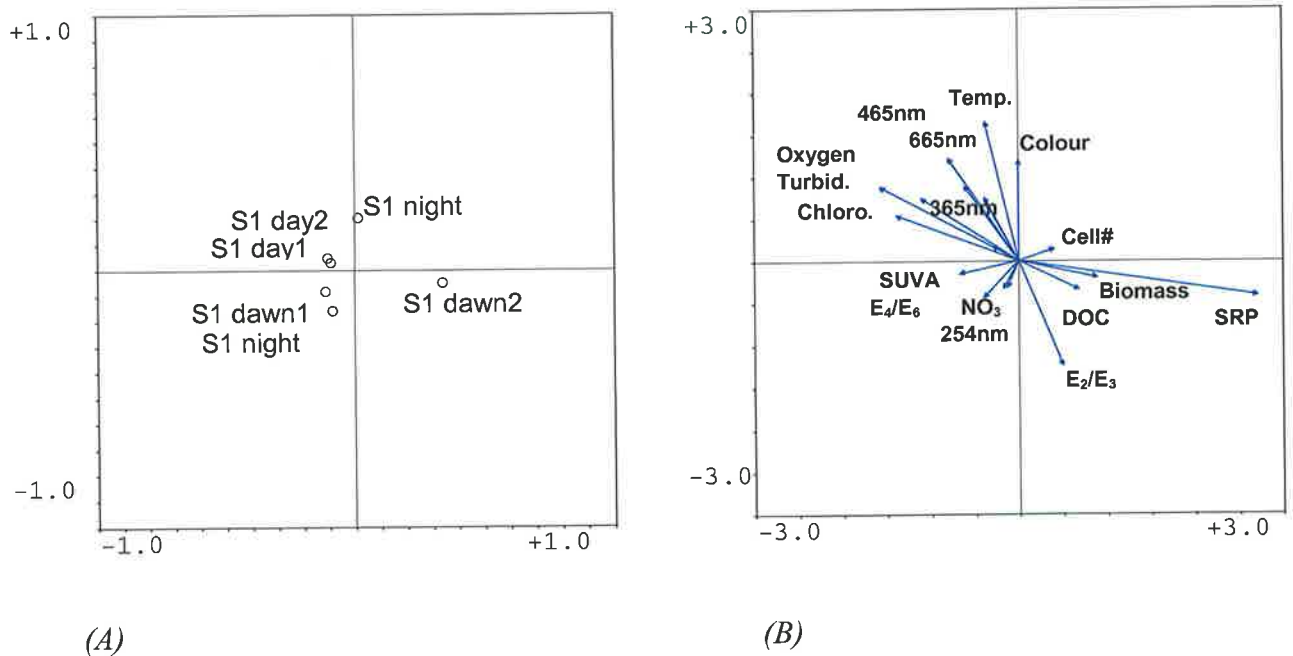 +1.0
S1 night
S1 day2
S1 day1
S1 dawn1
S1 dawn2
S1 night
-1.0
-1.0
+1.0
(A)
+3.0
Temp.
465nm
665nm
Colour
Oxygen
Turbid.
Chloro.
365nm
Cell#
SUVA
Biomass
E₄/E₆
NO₃
DOC
SRP
254nm
E₂/E₃
-3.0
-3.0
+3.0
(B)